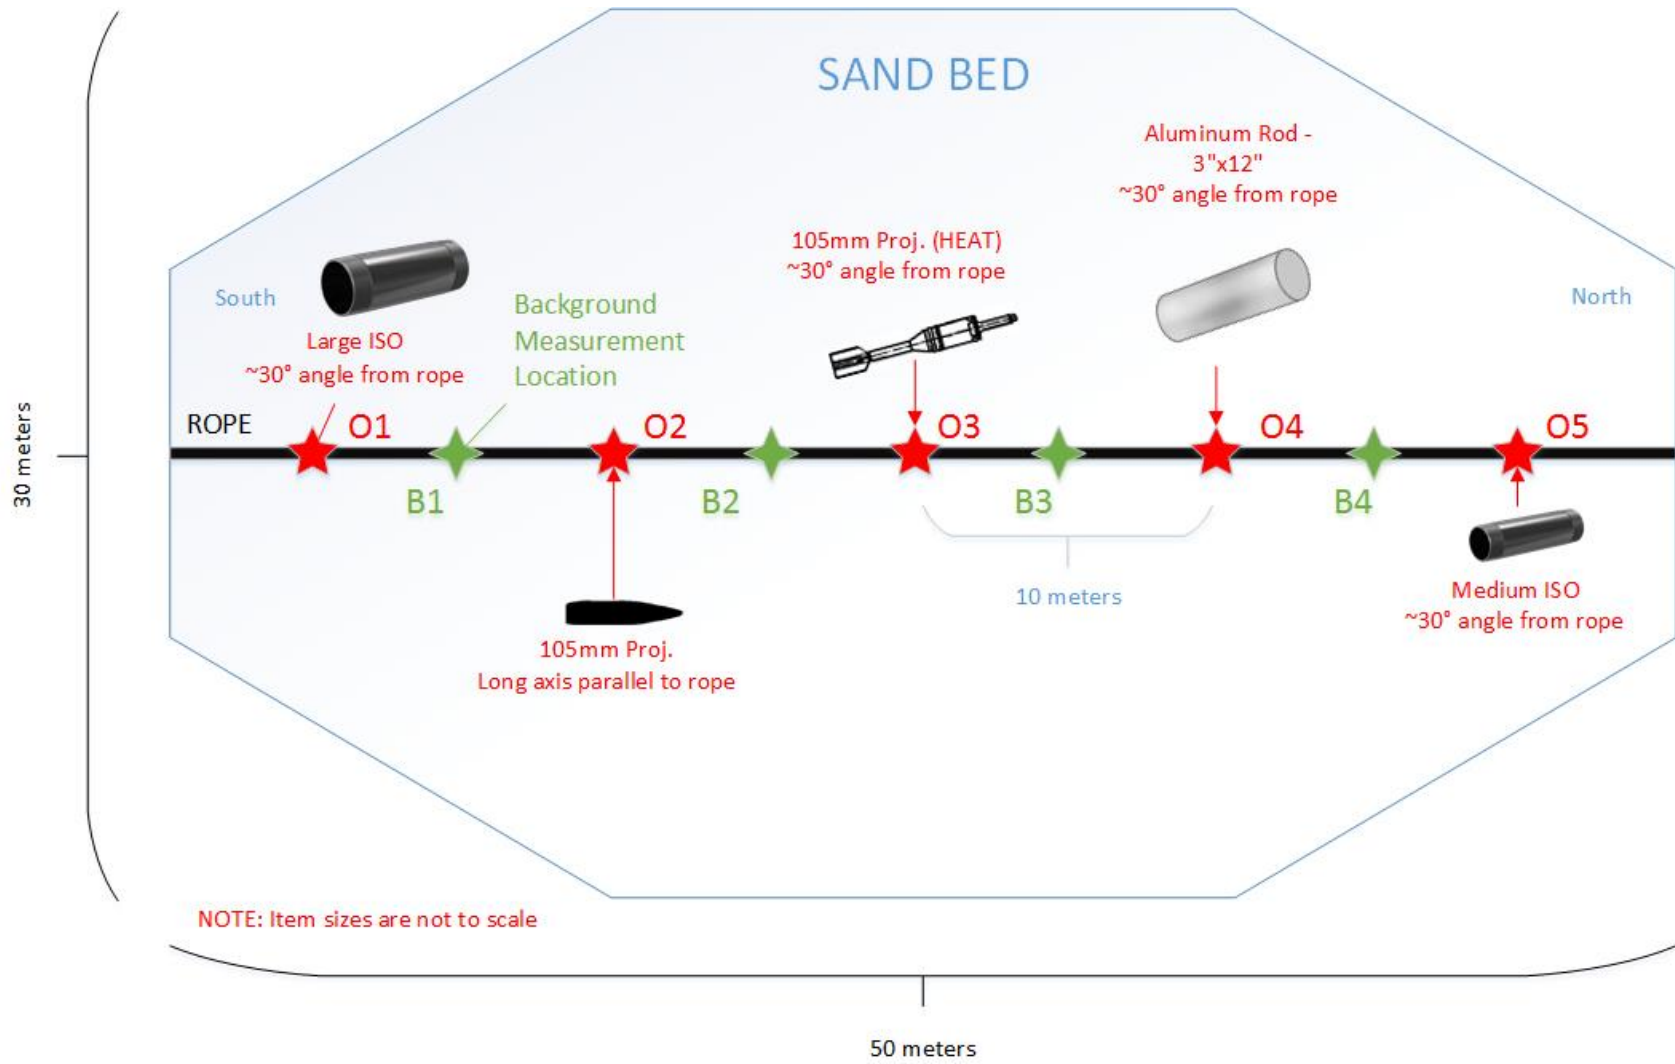 SAND BED
Aluminum Rod -
3"x12"
~30° angle from rope
105mm Proj. (HEAT)
~30° angle from rope
South
North
Background
Measurement
Location
Large ISO
~30° angle from rope
ROPE
O1
O2
O3
O4
O5
30 meters
B1
B2
B3
B4
10 meters
Medium ISO
~30° angle from rope
105mm Proj.
Long axis parallel to rope
NOTE: Item sizes are not to scale
50 meters